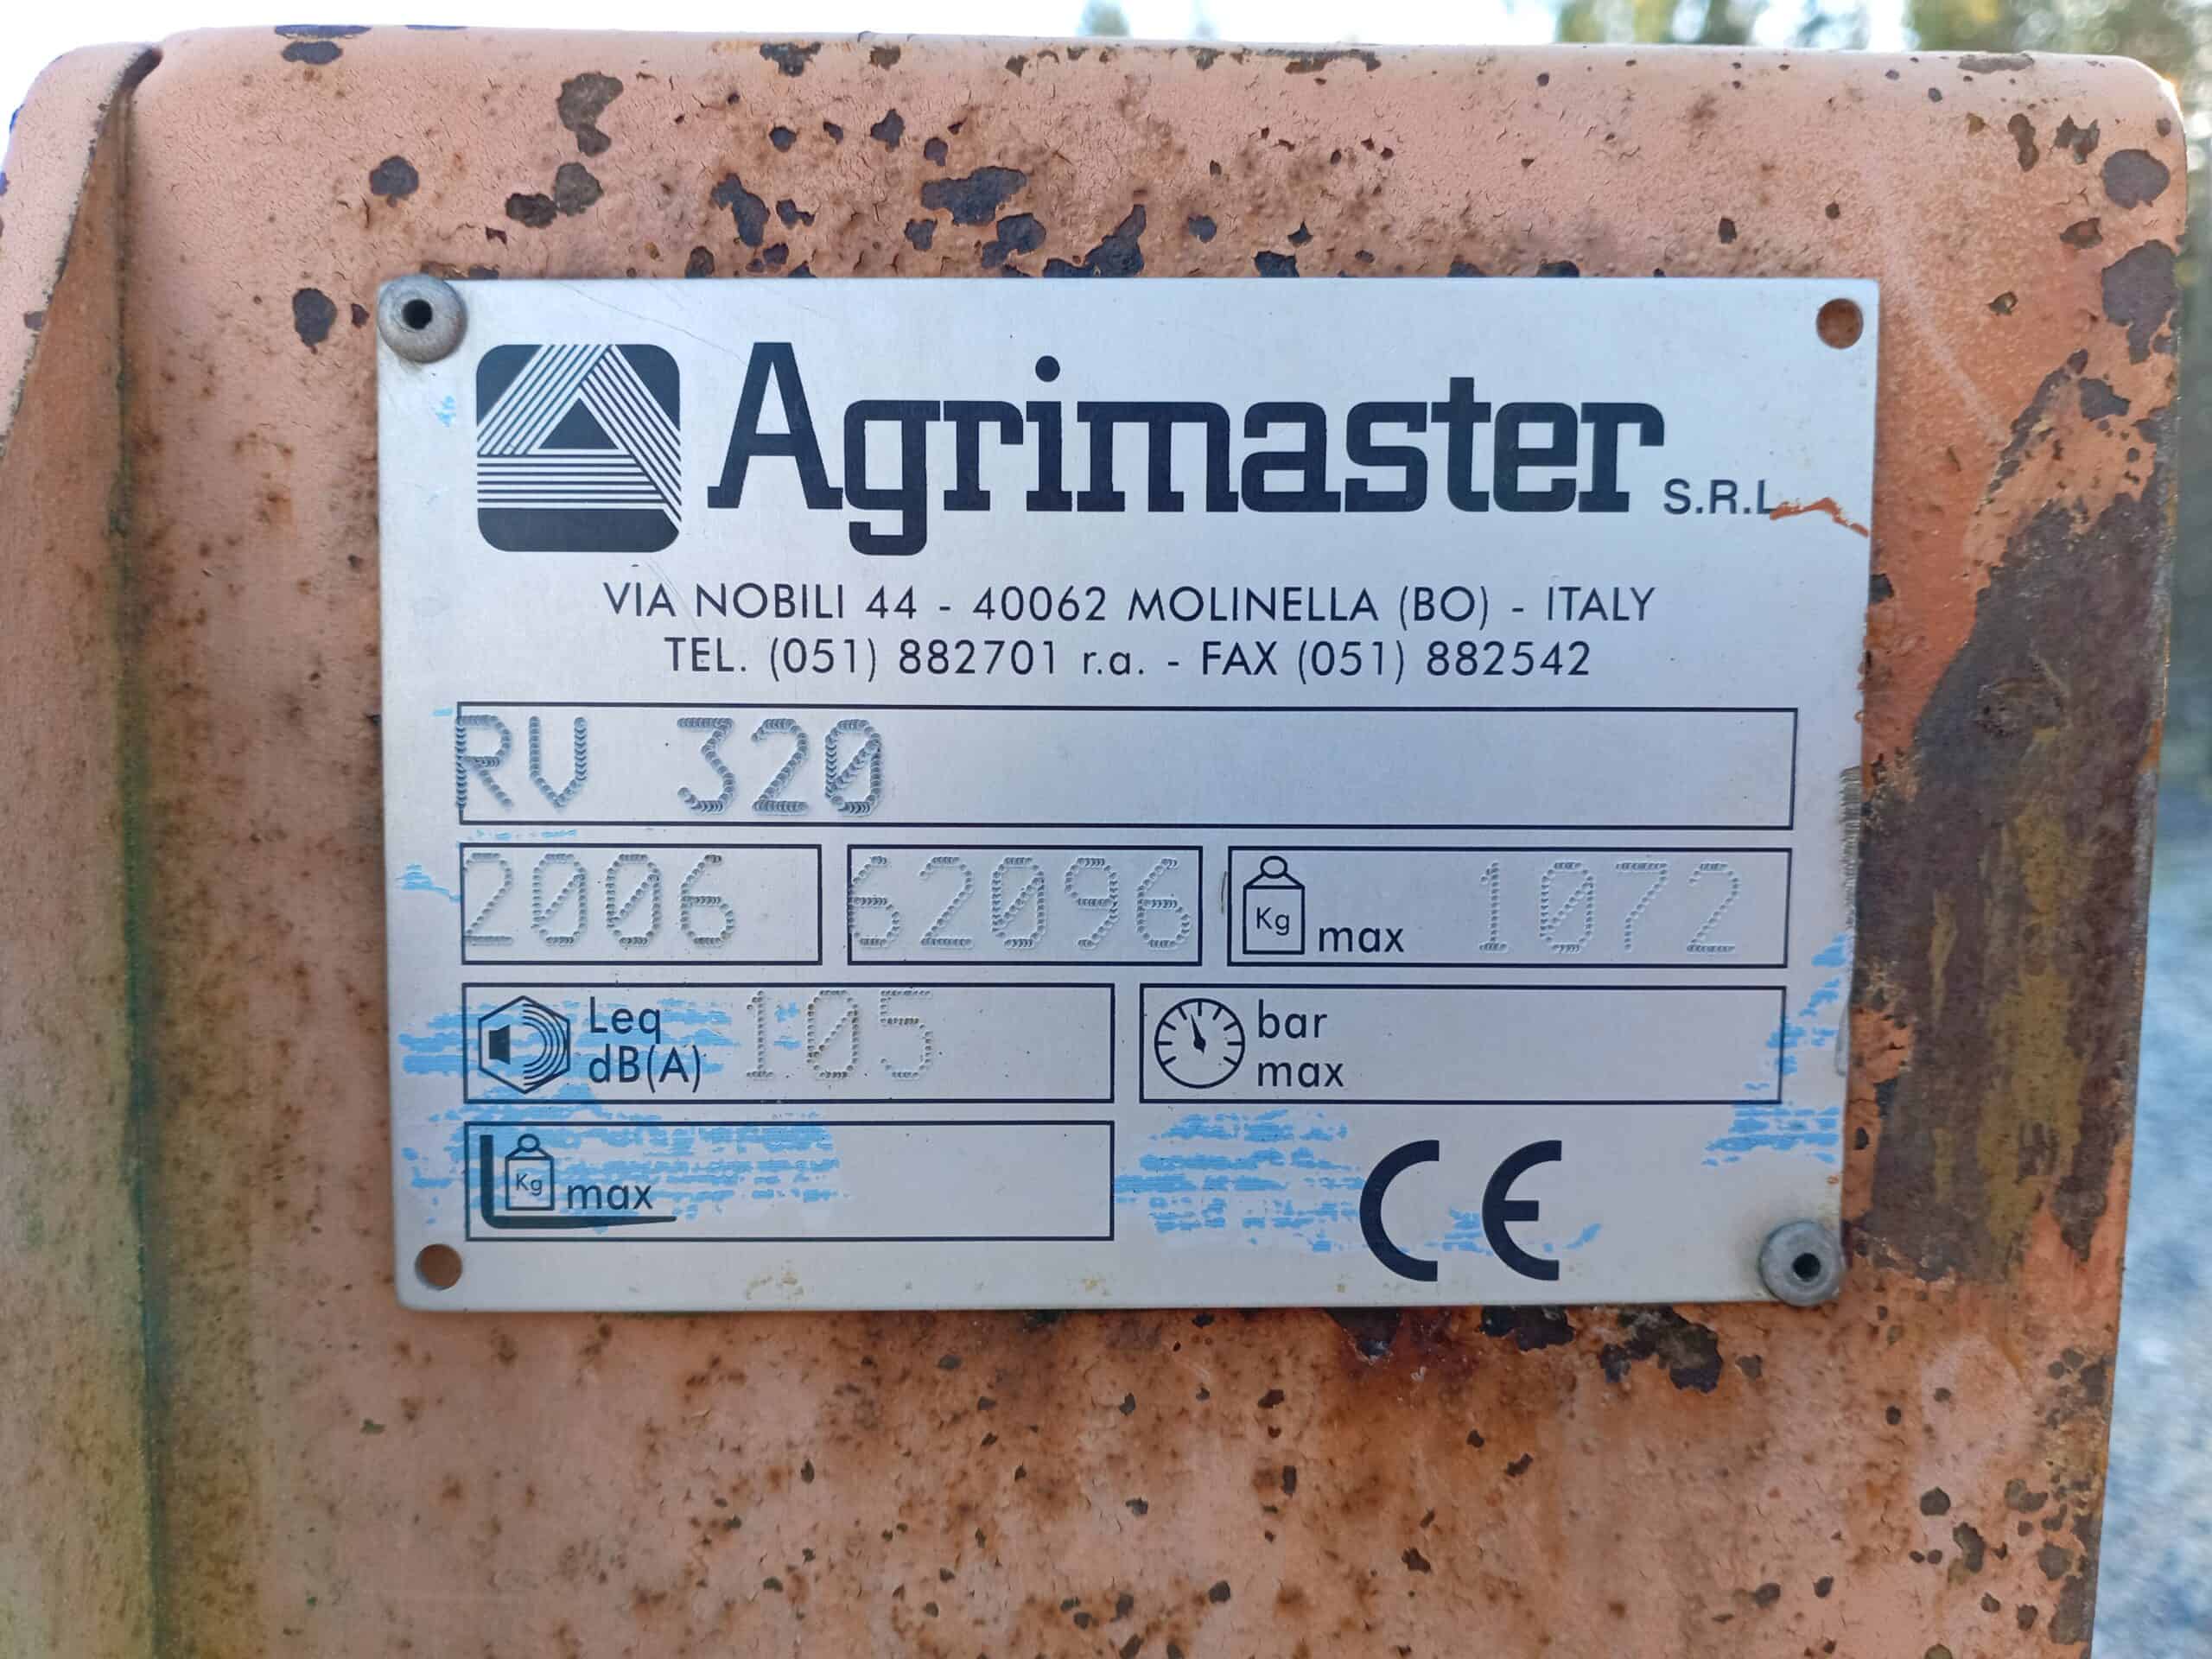 Agrimaster S.R.L.
VIA NOBILI 44 - 40062 MOLINELLA (BO) - ITALY
TEL. (051) 882701 r.a. - FAX (051) 882542
RV 320
2006 62096 Kg max 1072
Leq dB(A) 105 bar max
Kg max
CE